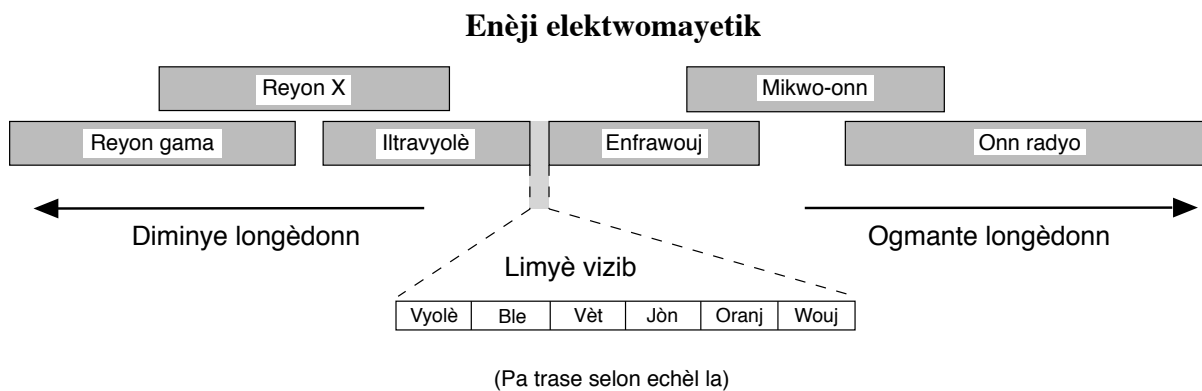 Enèji elektwomayetik
Reyon X
Mikwo-onn
Reyon gama
Iltravyolè
Enfrawouj
Onn radyo
Diminye longèdonn
Ogmante longèdonn
Limyè vizib
Vyolè Ble Vèt Jòn Oranj Wouj
(Pa trase selon echèl la)